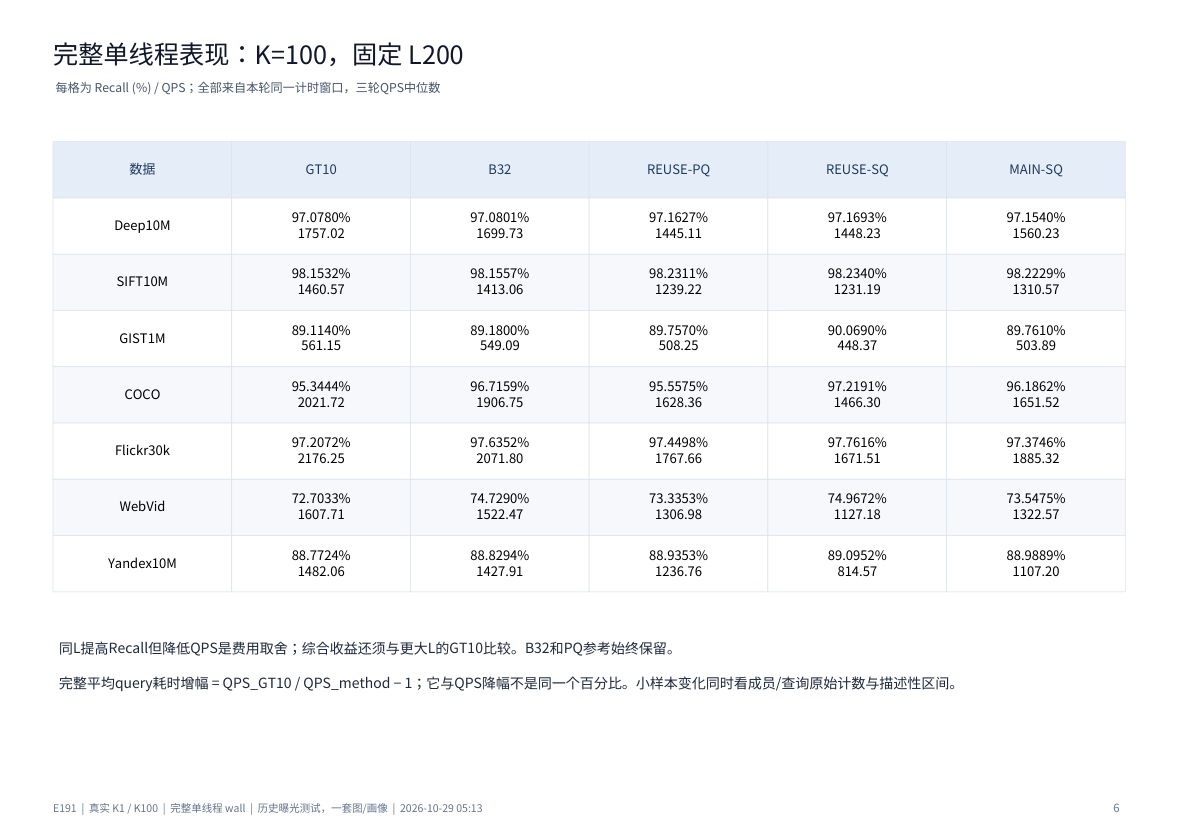 完整单线程表现：K=100，固定 L200
每格为 Recall (%) / QPS；全部来自本轮同一计时窗口，三轮QPS中位数
数据 GT10 B32 REUSE-PQ REUSE-SQ MAIN-SQ
Deep10M 97.0780% 97.0801% 97.1627% 97.1693% 97.1540%
1757.02 1699.73 1445.11 1448.23 1560.23
SIFT10M 98.1532% 98.1557% 98.2311% 98.2340% 98.2229%
1460.57 1413.06 1239.22 1231.19 1310.57
GIST1M 89.1140% 89.1800% 89.7570% 90.0690% 89.7610%
561.15 549.09 508.25 448.37 503.89
COCO 95.3444% 96.7159% 95.5575% 97.2191% 96.1862%
2021.72 1906.75 1628.36 1466.30 1651.52
Flickr30k 97.2072% 97.6352% 97.4498% 97.7616% 97.3746%
2176.25 2071.80 1767.66 1671.51 1885.32
WebVid 72.7033% 74.7290% 73.3353% 74.9672% 73.5475%
1607.71 1522.47 1306.98 1127.18 1322.57
Yandex10M 88.7724% 88.8294% 88.9353% 89.0952% 88.9889%
1482.06 1427.91 1236.76 814.57 1107.20
同L提高Recall但降低QPS是费用取舍；综合收益还须与更大L的GT10比较。B32和PQ参考始终保留。
完整平均query耗时增幅 = QPS_GT10 / QPS_method − 1；它与QPS降幅不是同一个百分比。小样本变化同时看成员/查询原始计数与描述性区间。
E191 | 真实 K1 / K100 | 完整单线程 wall | 历史曝光测试，一套图/画像 | 2026-10-29 05:13
6